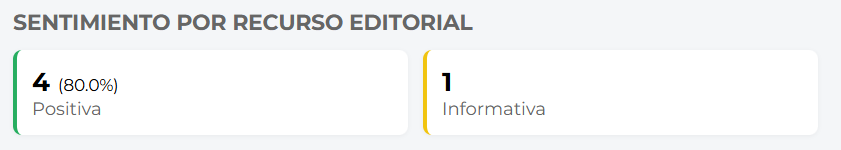 SENTIMIENTO POR RECURSO EDITORIAL
4 (80.0%)
Positiva
1
Informativa